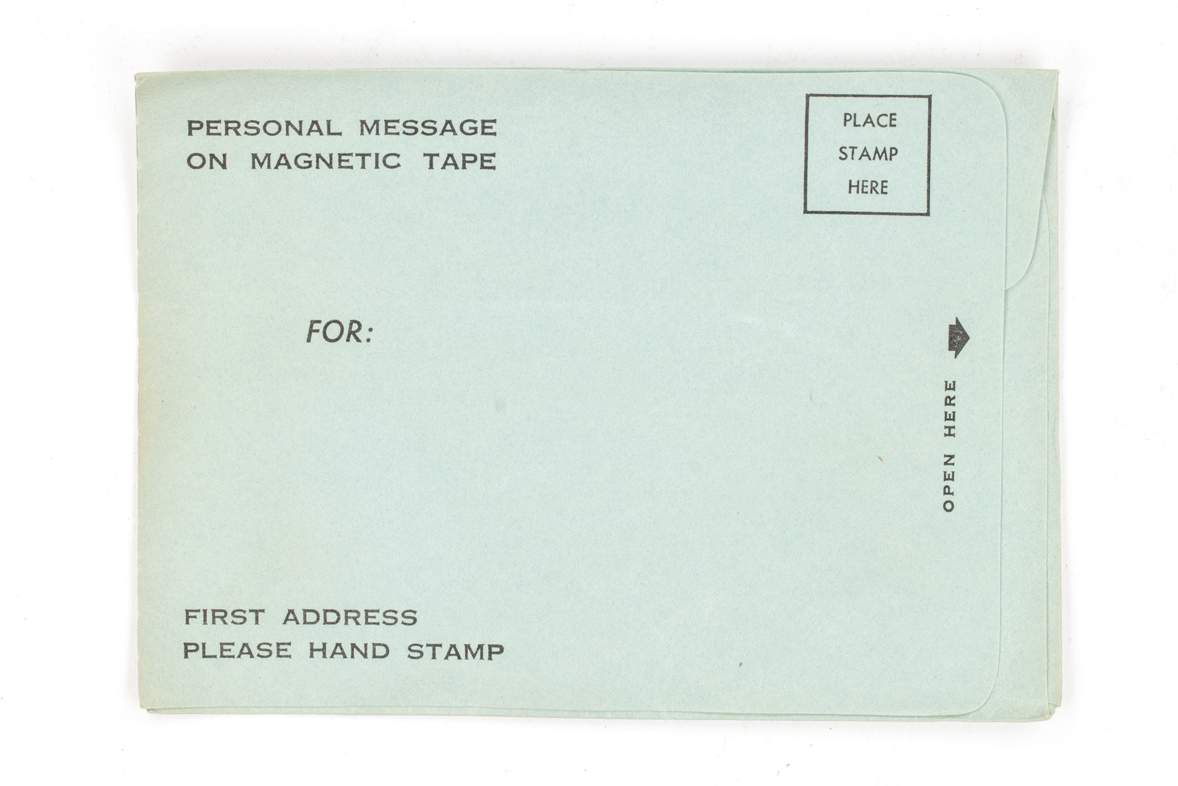 PERSONAL MESSAGE
ON MAGNETIC TAPE
PLACE
STAMP
HERE
FOR:
OPEN HERE
FIRST ADDRESS
PLEASE HAND STAMP